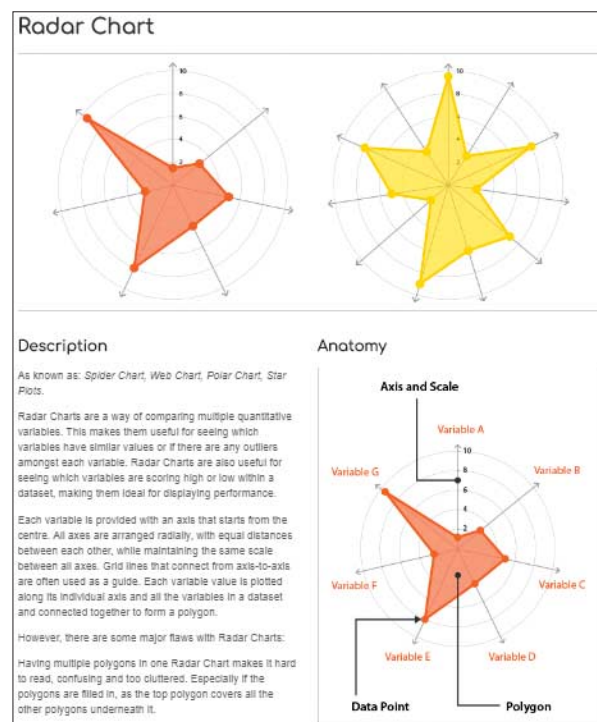 Radar Chart
10
8
6
4
2
10
8
6
4
2
Description
As known as: Spider Chart, Web Chart, Polar Chart, Star
Plots.
Radar Charts are a way of comparing multiple quantitative
variables. This makes them useful for seeing which
variables have similar values or if there are any outliers
amongst each variable. Radar Charts are also useful for
seeing which variables are scoring high or low within a
dataset, making them ideal for displaying performance.
Each variable is provided with an axis that starts from the
centre. All axes are arranged radially, with equal distances
between each other, while maintaining the same scale
between all axes. Grid lines that connect from axis-to-axis
are often used as a guide. Each variable value is plotted
along its individual axis and all the variables in a dataset
and connected together to form a polygon.
However, there are some major flaws with Radar Charts:
Having multiple polygons in one Radar Chart makes it hard
to read, confusing and too cluttered. Especially if the
polygons are filled in, as the top polygon covers all the
other polygons underneath it.
Anatomy
Axis and Scale
Variable A
10
Variable G
Variable B
8
6
4
2
Variable F
Variable C
Variable E
Variable D
Data Point
Polygon